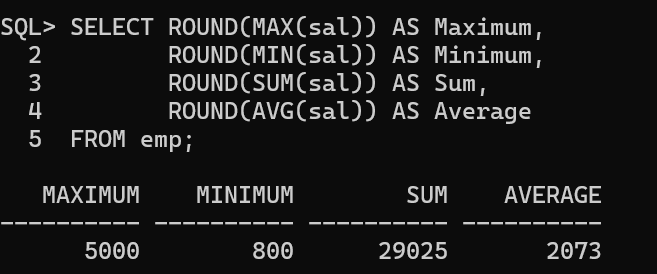 SQL> SELECT ROUND(MAX(sal)) AS Maximum,
  2         ROUND(MIN(sal)) AS Minimum,
  3         ROUND(SUM(sal)) AS Sum,
  4         ROUND(AVG(sal)) AS Average
  5  FROM emp;
   MAXIMUM    MINIMUM        SUM    AVERAGE
---------- ---------- ---------- ----------
      5000        800      29025       2073